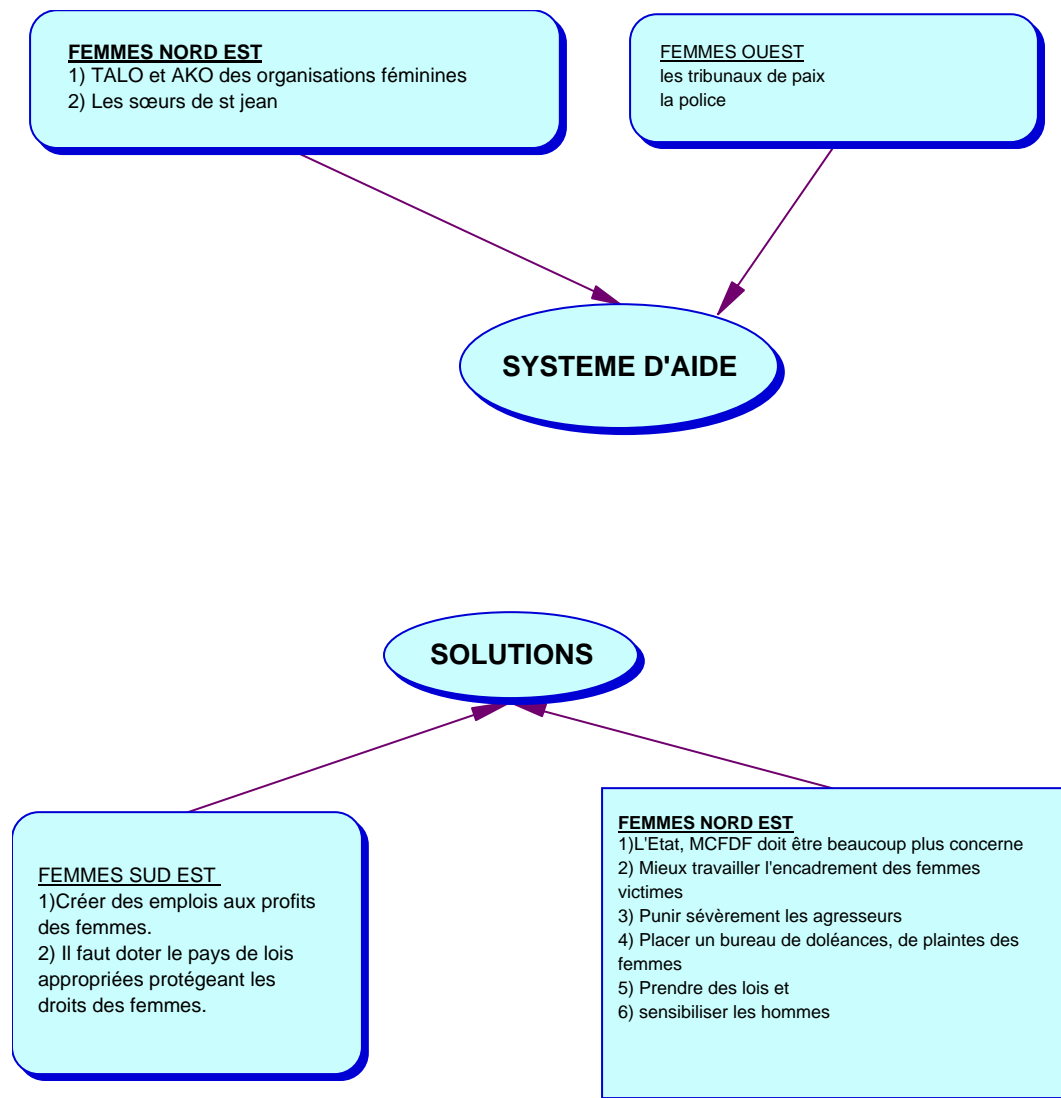 FEMMES NORD EST
1) TALO et AKO des organisations féminines
2) Les sœurs de st jean
FEMMES OUEST
les tribunaux de paix
la police
SYSTEME D'AIDE
SOLUTIONS
FEMMES SUD EST
1)Créer des emplois aux profits
des femmes.
2) Il faut doter le pays de lois
appropriées protégeant les
droits des femmes.
FEMMES NORD EST
1)L'Etat, MCFDF doit être beaucoup plus concerne
2) Mieux travailler l'encadrement des femmes
victimes
3) Punir sévèrement les agresseurs
4) Placer un bureau de doléances, de plaintes des
femmes
5) Prendre des lois et
6) sensibiliser les hommes